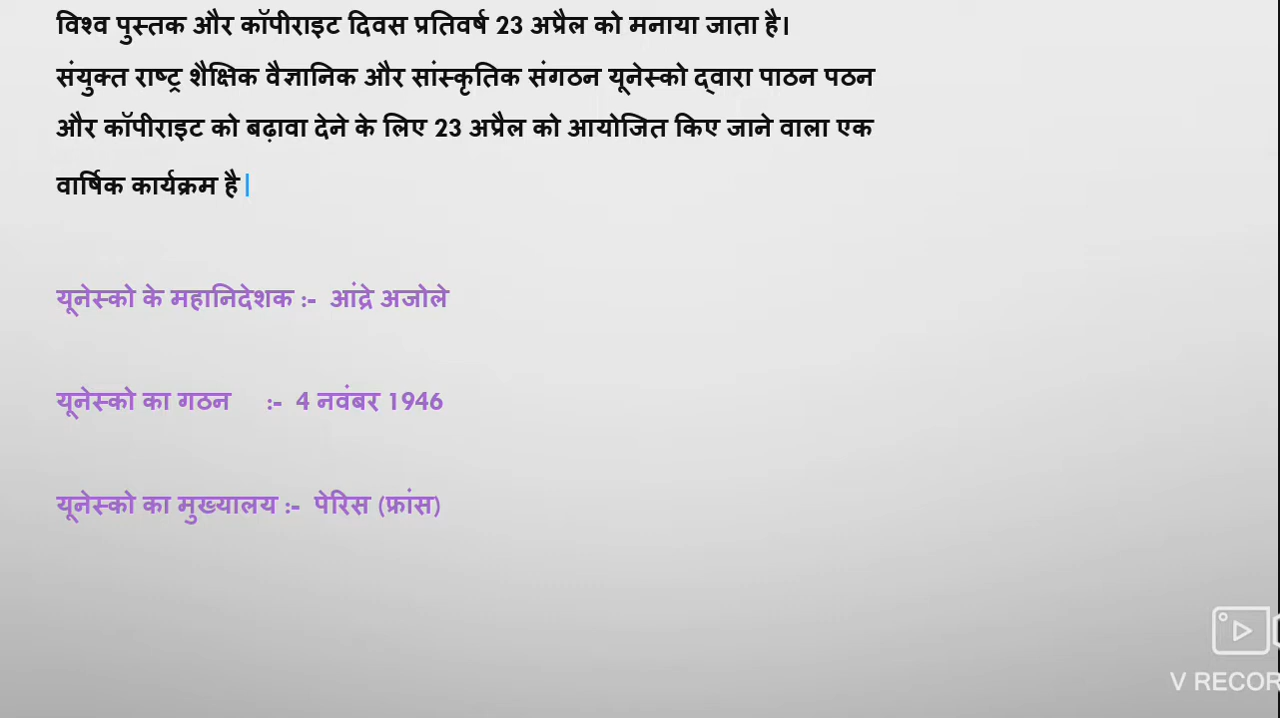 विश्व पुस्तक और कॉपीराइट दिवस प्रतिवर्ष 23 अप्रैल को मनाया जाता है।
संयुक्त राष्ट्र शैक्षिक वैज्ञानिक और सांस्कृतिक संगठन यूनेस्को द्वारा पाठन पठन
और कॉपीराइट को बढ़ावा देने के लिए 23 अप्रैल को आयोजित किए जाने वाला एक
वार्षिक कार्यक्रम है|
यूनेस्को के महानिदेशक :- आंद्रे अजोले
यूनेस्को का गठन :- 4 नवंबर 1946
यूनेस्को का मुख्यालय :- पेरिस (फ्रांस)
V RECOR